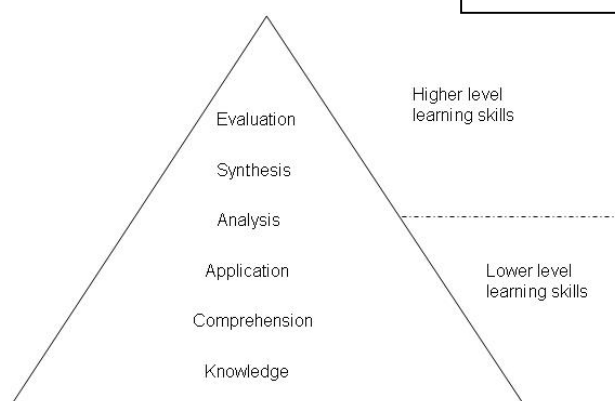 Higher level
learning skills
Evaluation
Synthesis
Analysis
Application
Lower level
learning skills
Comprehension
Knowledge